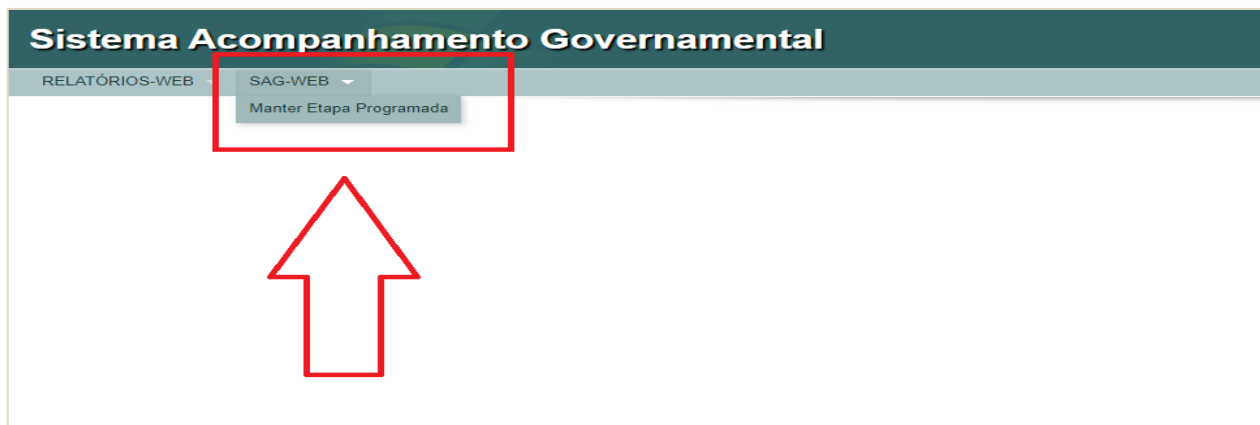 Sistema Acompanhamento Governamental
RELATÓRIOS-WEB SAG-WEB
Manter Etapa Programada